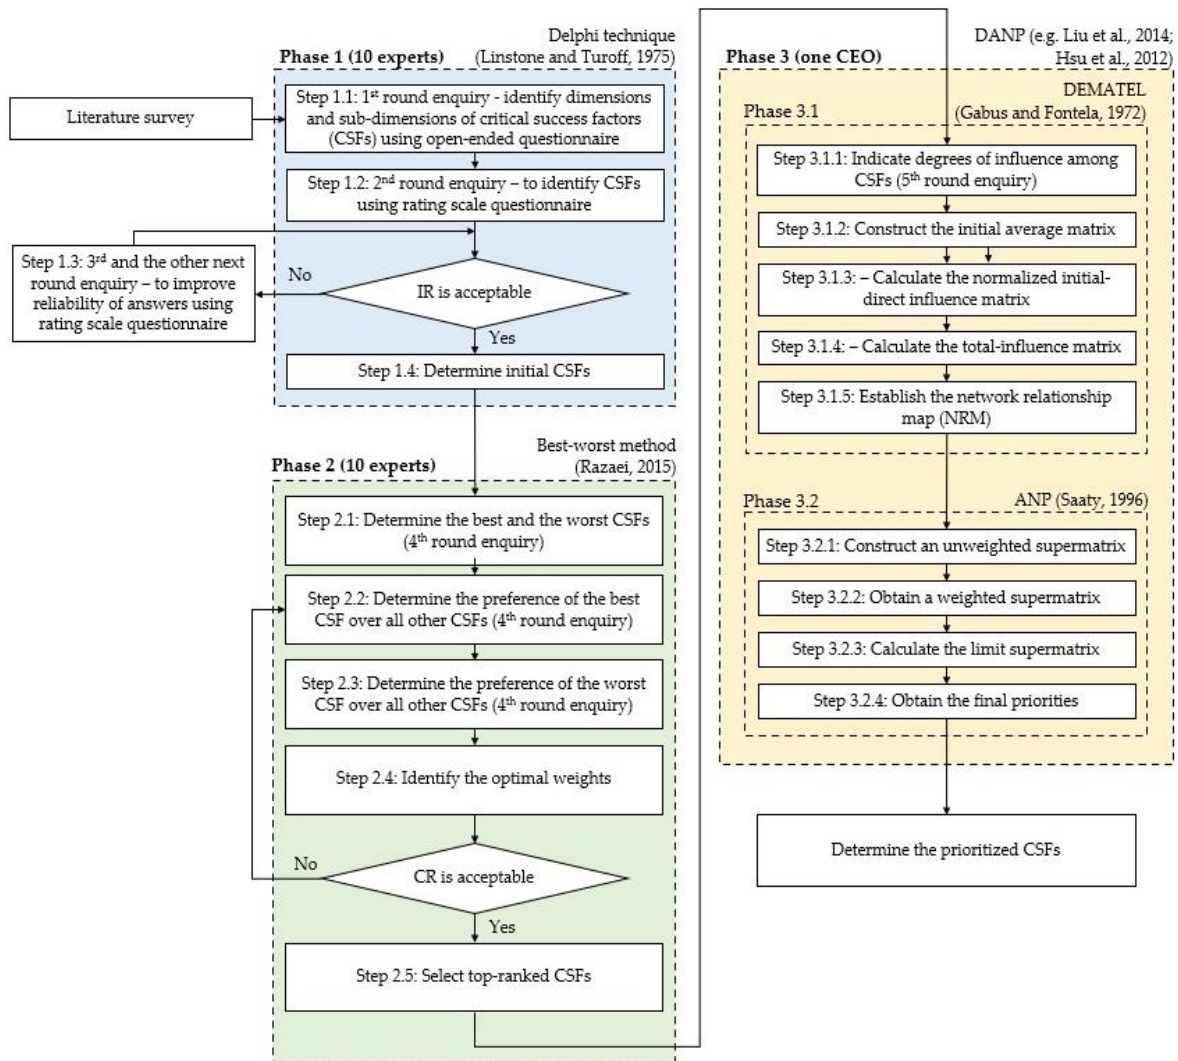 Literature survey
Delphi technique
Phase 1 (10 experts)
(Linstone and Turoff, 1975)
Step 1.1: 1st round enquiry - identify dimensions
and sub-dimensions of critical success factors
(CSFs) using open-ended questionnaire
Step 1.2: 2nd round enquiry – to identify CSFs
using rating scale questionnaire
Step 1.3: 3rd and the other next
round enquiry – to improve
reliability of answers using
rating scale questionnaire
No
IR is acceptable
Yes
Step 1.4: Determine initial CSFs
Best-worst method
Phase 2 (10 experts)
(Razaei, 2015)
Step 2.1: Determine the best and the worst CSFs
(4th round enquiry)
Step 2.2: Determine the preference of the best
CSF over all other CSFs (4th round enquiry)
Step 2.3: Determine the preference of the worst
CSF over all other CSFs (4th round enquiry)
Step 2.4: Identify the optimal weights
No
CR is acceptable
Yes
Step 2.5: Select top-ranked CSFs
DANP (e.g. Liu et al., 2014;
Phase 3 (one CEO)
Hsu et al., 2012)
DEMATEL
Phase 3.1
(Gabus and Fontela, 1972)
Step 3.1.1: Indicate degrees of influence among
CSFs (5th round enquiry)
Step 3.1.2: Construct the initial average matrix
Step 3.1.3: – Calculate the normalized initial-
direct influence matrix
Step 3.1.4: – Calculate the total-influence matrix
Step 3.1.5: Establish the network relationship
map (NRM)
Phase 3.2
ANP (Saaty, 1996)
Step 3.2.1: Construct an unweighted supermatrix
Step 3.2.2: Obtain a weighted supermatrix
Step 3.2.3: Calculate the limit supermatrix
Step 3.2.4: Obtain the final priorities
Determine the prioritized CSFs